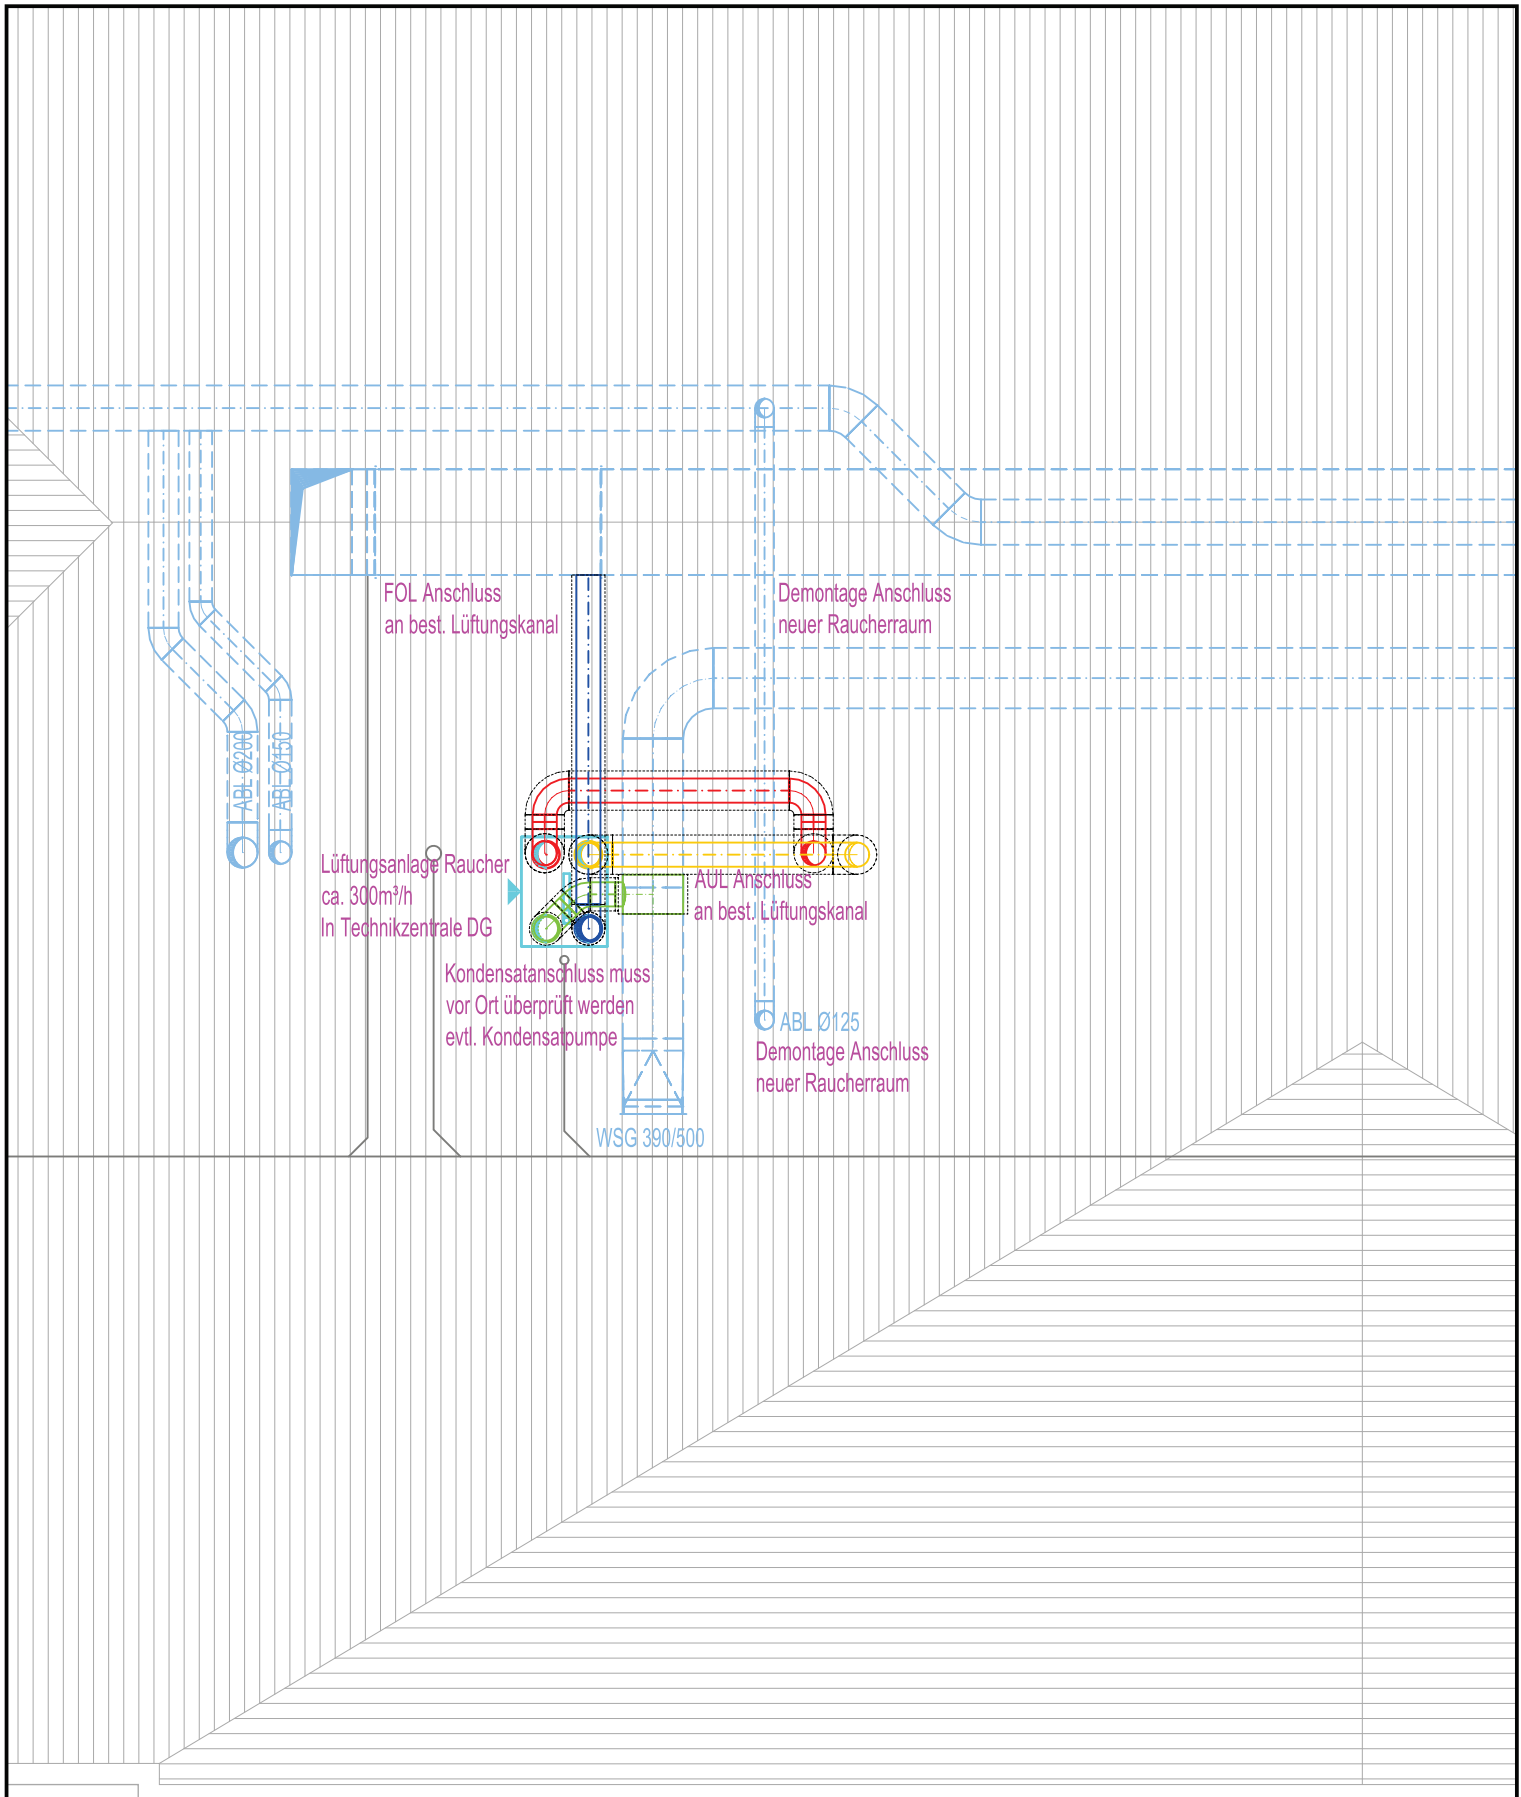 FOL Anschluss
an best. Lüftungskanal
Demontage Anschluss
neuer Raucherraum
ABL Ø200
ABL Ø150
Lüftungsanlage Raucher
ca. 300m³/h
In Technikzentrale DG
AUL Anschluss
an best. Lüftungskanal
Kondensatanschluss muss
vor Ort überprüft werden
evtl. Kondensatpumpe
ABL Ø125
Demontage Anschluss
neuer Raucherraum
WSG 390/500